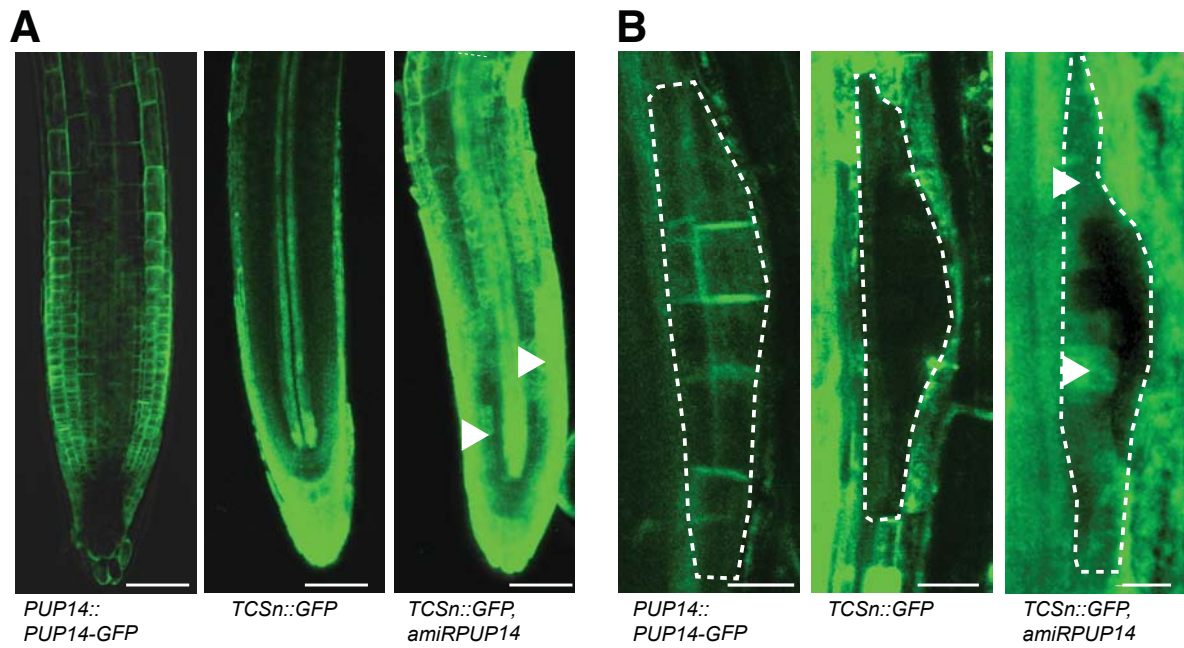 A
B
PUP14::
PUP14-GFP
TCSn::GFP
TCSn::GFP,
amiRPUP14
PUP14::
PUP14-GFP
TCSn::GFP
TCSn::GFP,
amiRPUP14